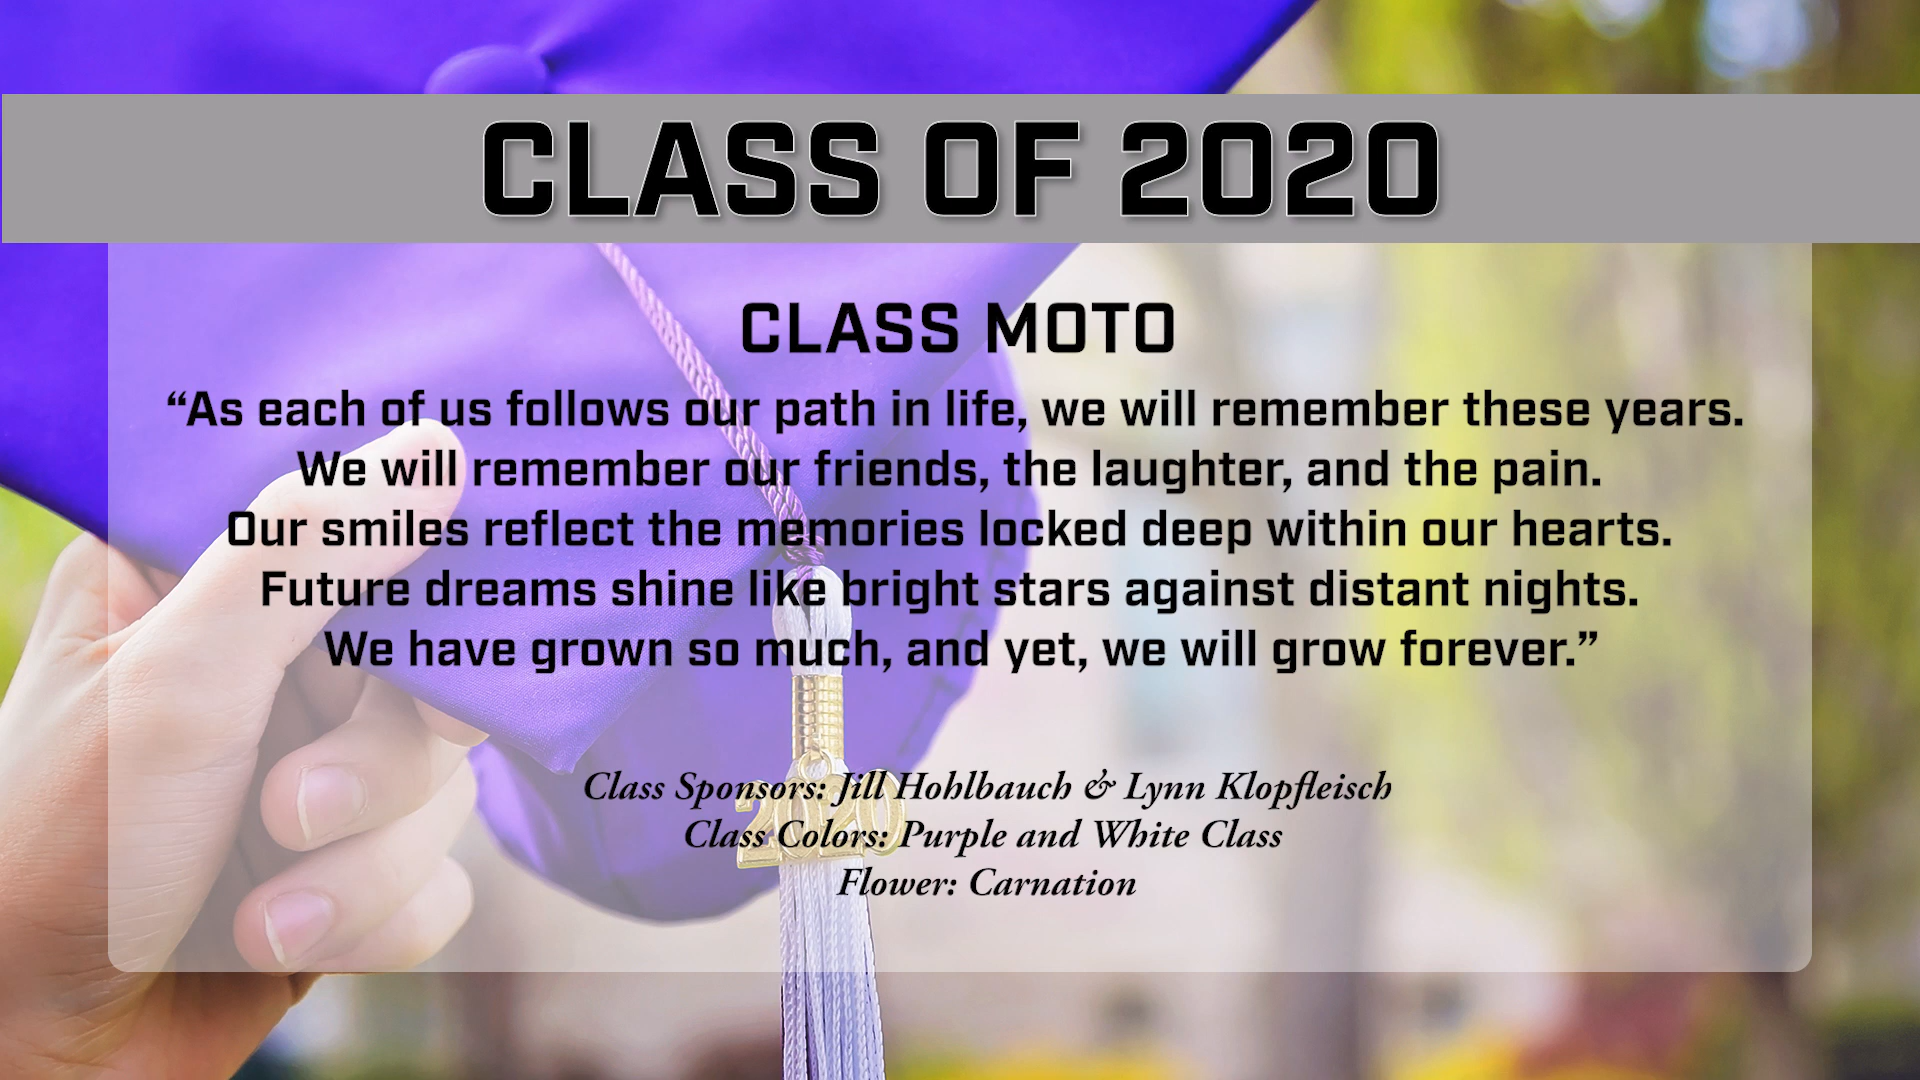 CLASS OF 2020
CLASS MOTO
“As each of us follows our path in life, we will remember these years.
We will remember our friends, the laughter, and the pain.
Our smiles reflect the memories locked deep within our hearts.
Future dreams shine like bright stars against distant nights.
We have grown so much, and yet, we will grow forever.”
Class Sponsors: Jill Hohlbauch & Lynn Klopfleisch
2020
Class Colors: Purple and White Class
Flower: Carnation